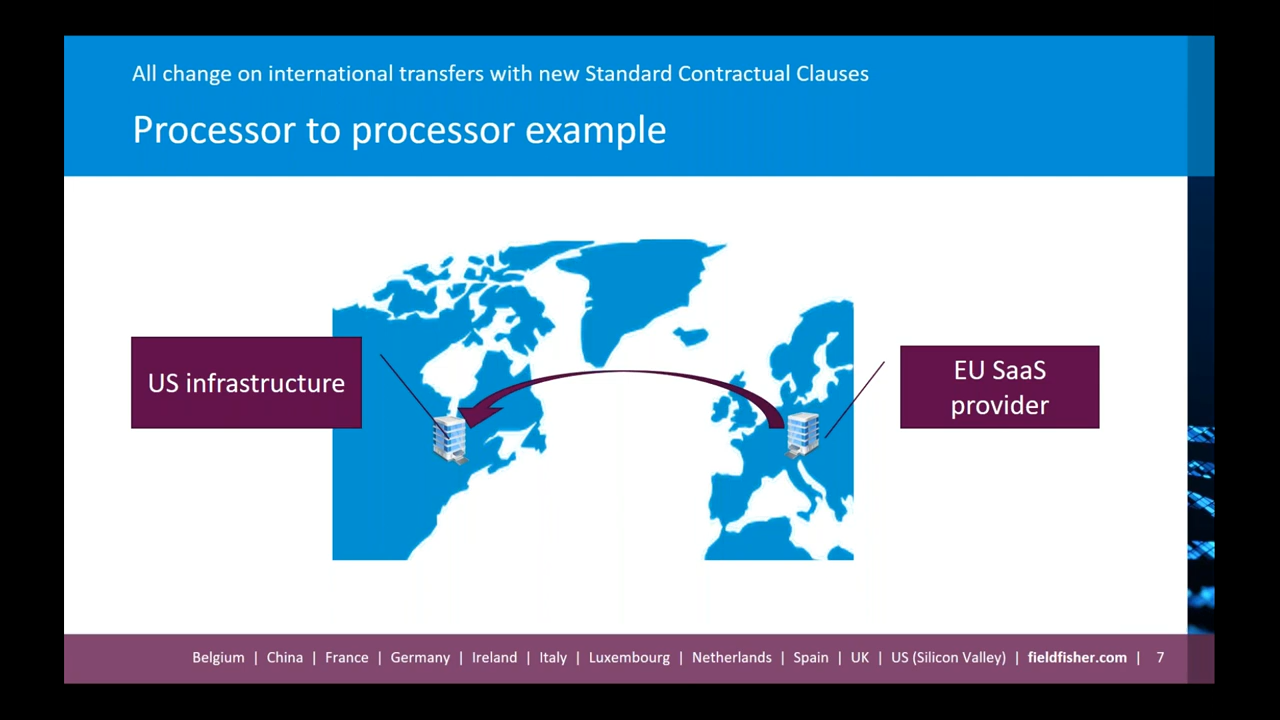 All change on international transfers with new Standard Contractual Clauses
Processor to processor example
US infrastructure
EU SaaS
provider
Belgium | China | France | Germany | Ireland | Italy | Luxembourg | Netherlands | Spain | UK | US (Silicon Valley) | fieldfisher.com | 7